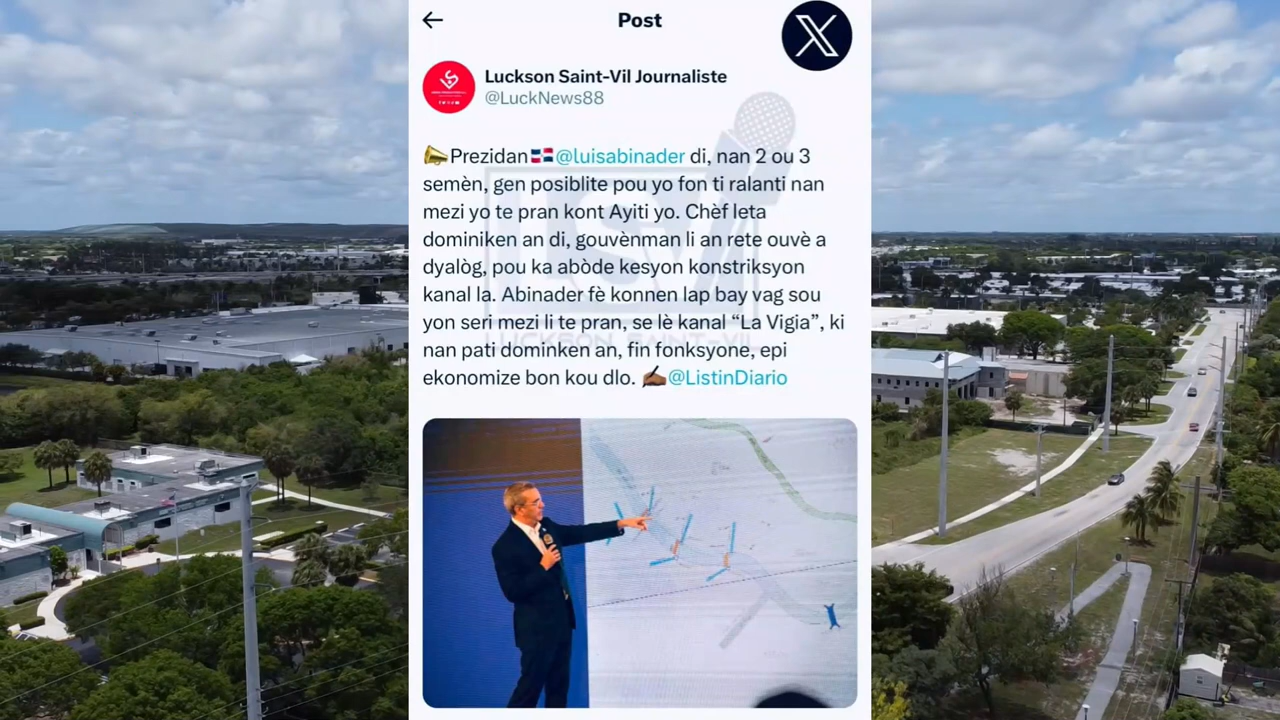 Post
Luckson Saint-Vil Journaliste
@LuckNews88
Prezidan @luisabinader di, nan 2 ou 3
semèn, gen posiblite pou yo fon ti ralanti nan
mezi yo te pran kont Ayiti yo. Chèf leta
dominiken an di, gouvènman li an rete ouvè a
dyalòg, pou ka abòde kesyon konstriksyon
kanal la. Abinader fè konnen lap bay vag sou
yon seri mezi li te pran, se lè kanal “La Vigia”, ki
nan pati dominken an, fin fonksyone, epi
ekonomize bon kou dlo. @ListinDiario
LUCKSON SAINT-VIL